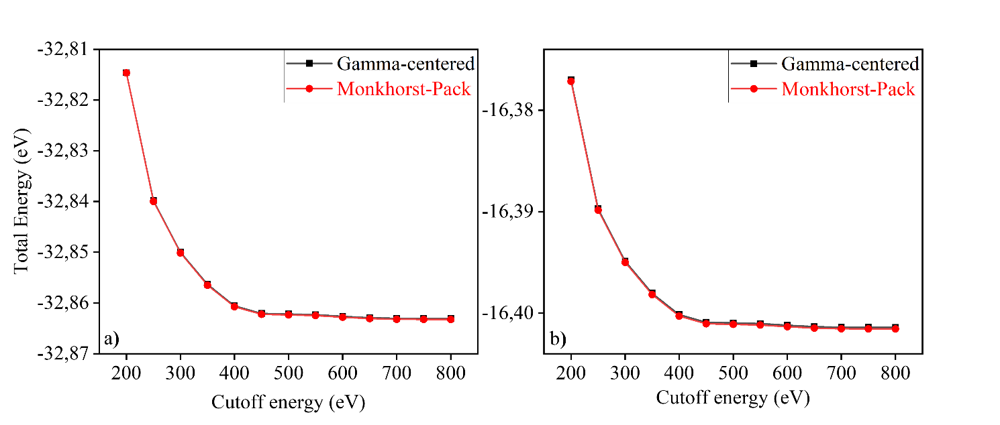 Total Energy (eV)
-32,81
-32,82
-32,83
-32,84
-32,85
-32,86
-32,87
Gamma-centered
Monkhorst-Pack
a)
200 300 400 500 600 700 800
Cutoff energy (eV)
-16,38
-16,39
-16,40
Gamma-centered
Monkhorst-Pack
b)
200 300 400 500 600 700 800
Cutoff energy (eV)